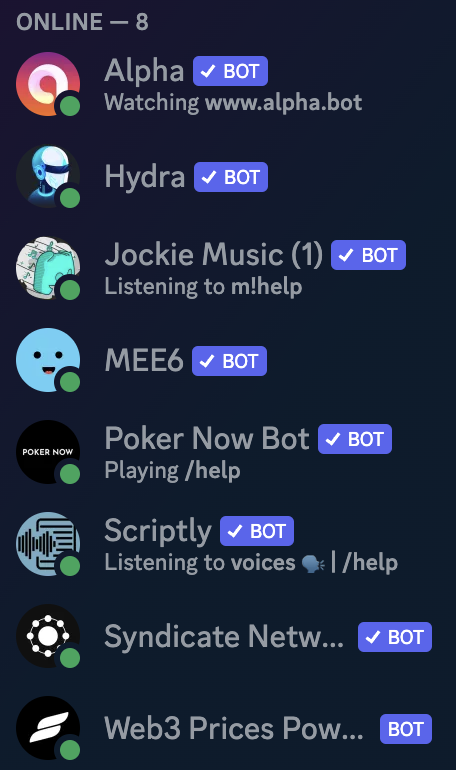 ONLINE — 8
Alpha ✓ BOT
Watching www.alpha.bot
Hydra ✓ BOT
Jockie Music (1) ✓ BOT
Listening to m!help
MEE6 ✓ BOT
POKER NOW
Poker Now Bot ✓ BOT
Playing /help
Scriptly ✓ BOT
Listening to voices 🗣️ | /help
Syndicate Netw... ✓ BOT
Web3 Prices Pow... BOT